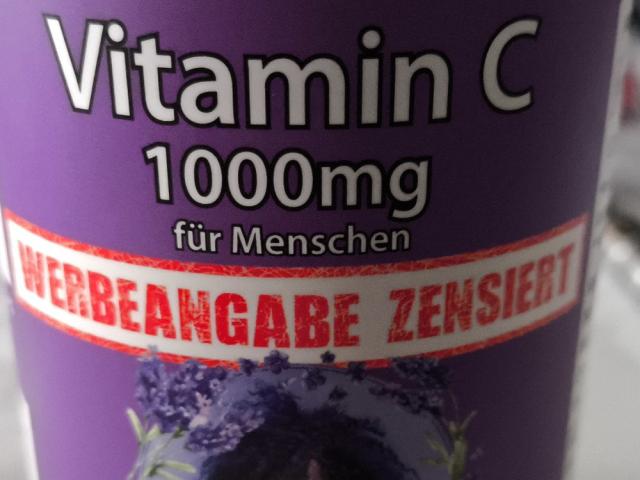 Vitamin C
1000mg
für Menschen
WERBEANGABE ZENSIERT